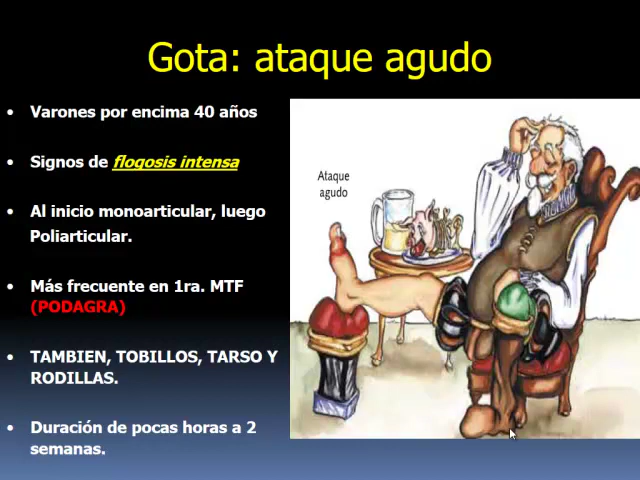 Gota: ataque agudo
• Varones por encima 40 años
• Signos de flogosis intensa
• Al inicio monoarticular, luego
Poliarticular.
• Más frecuente en 1ra. MTF
(PODAGRA)
• TAMBIEN, TOBILLOS, TARSO Y
RODILLAS.
• Duración de pocas horas a 2
semanas.
Ataque
agudo